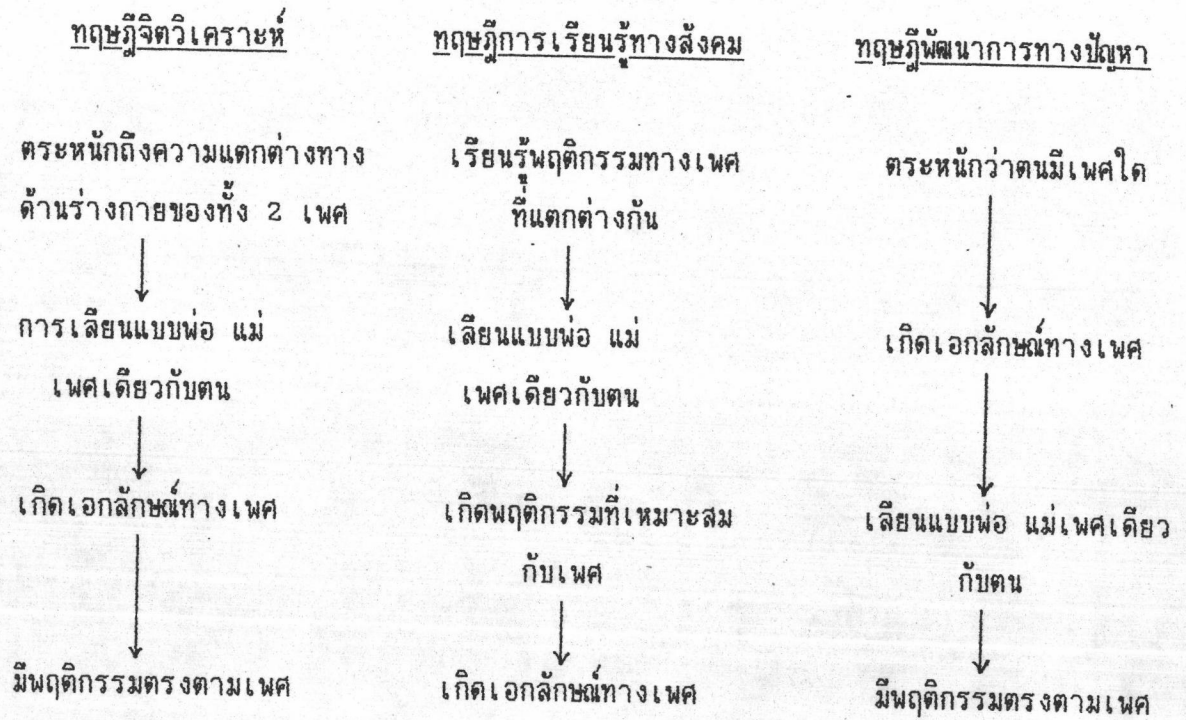 ทฤษฎีจิตวิเคราะห์
ตระหนักถึงความแตกต่างทาง
ด้านร่างกายของทั้ง 2 เพศ
การเลียนแบบพ่อ แม่
เพศเดียวกับตน
เกิดเอกลักษณ์ทางเพศ
มีพฤติกรรมตรงตามเพศ
ทฤษฎีการเรียนรู้ทางสังคม
เรียนรู้พฤติกรรมทางเพศ
ที่แตกต่างกัน
เลียนแบบพ่อ แม่
เพศเดียวกับตน
เกิดพฤติกรรมที่เหมาะสม
กับเพศ
เกิดเอกลักษณ์ทางเพศ
ทฤษฎีพัฒนาการทางปัญหา
ตระหนักว่าตนมีเพศใด
เกิดเอกลักษณ์ทางเพศ
เลียนแบบพ่อ แม่เพศเดียว
กับตน
มีพฤติกรรมตรงตามเพศ